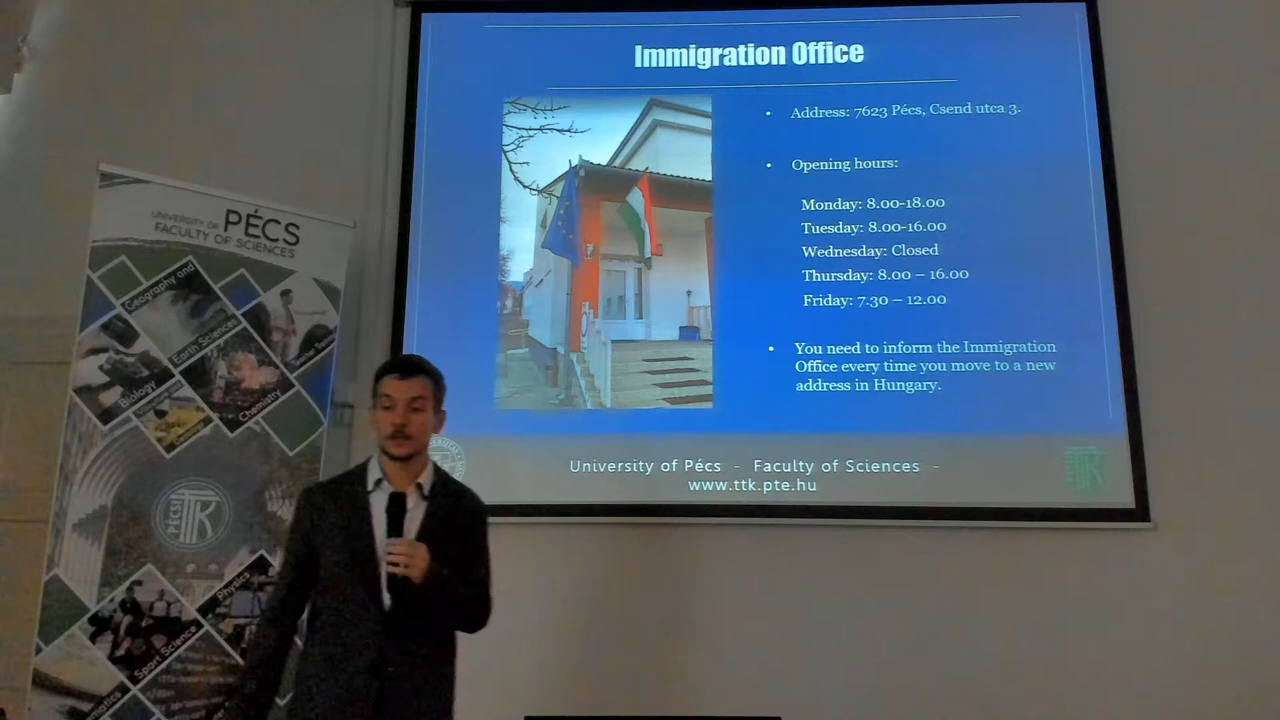 Immigration Office
• Address: 7623 Pécs, Csend utca 3.
• Opening hours:
Monday: 8.00-18.00
Tuesday: 8.00-16.00
Wednesday: Closed
Thursday: 8.00 – 16.00
Friday: 7.30 – 12.00
• You need to inform the Immigration
Office every time you move to a new
address in Hungary.
University of Pécs - Faculty of Sciences -
www.ttk.pte.hu
UNIVERSITY OF PÉCS
FACULTY OF SCIENCES
Geography and
Earth Sciences
Biology
Chemistry
PÉCSI TTK
Physics
Sport Science